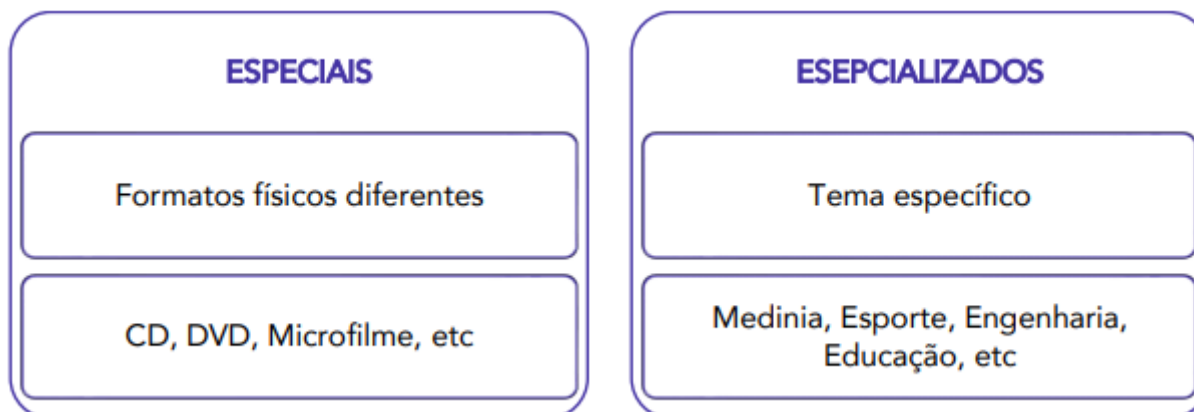 ESPECIAIS
Formatos físicos diferentes
CD, DVD, Microfilme, etc
ESEPCIALIZADOS
Tema específico
Medinia, Esporte, Engenharia,
Educação, etc